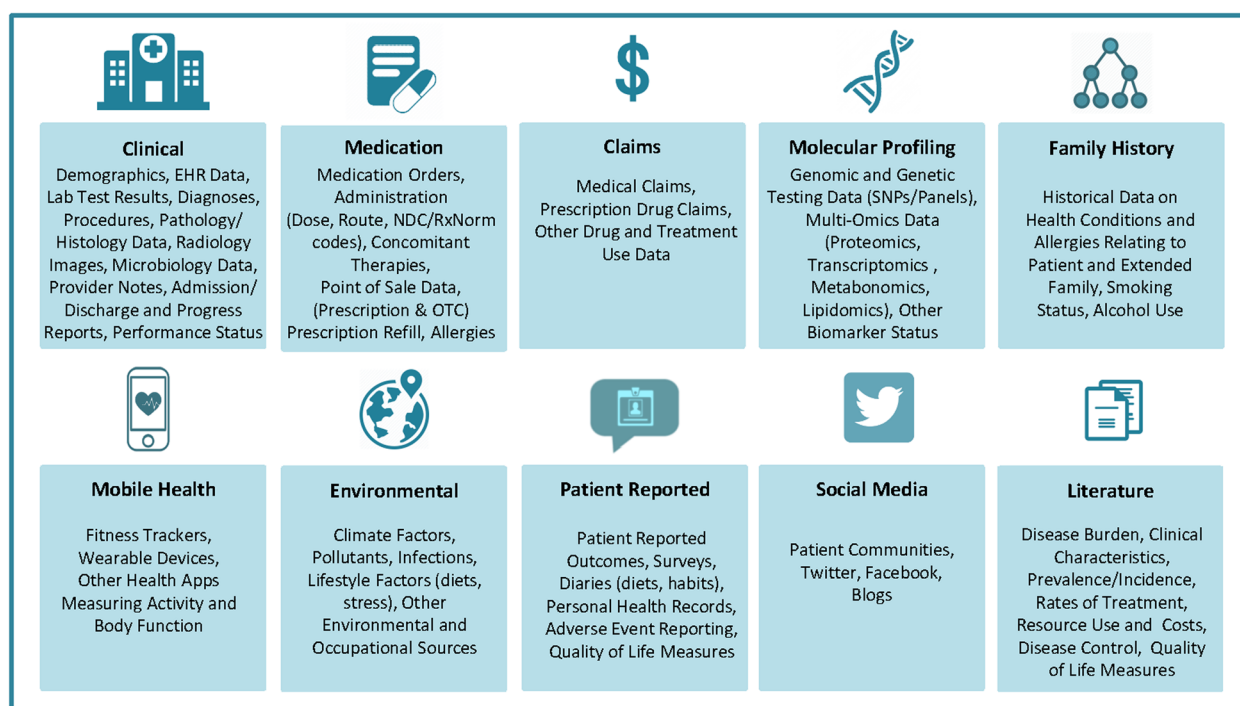 Clinical
Demographics, EHR Data,
Lab Test Results, Diagnoses,
Procedures, Pathology/
Histology Data, Radiology
Images, Microbiology Data,
Provider Notes, Admission/
Discharge and Progress
Reports, Performance Status
Medication
Medication Orders,
Administration
(Dose, Route, NDC/RxNorm
codes), Concomitant
Therapies,
Point of Sale Data,
(Prescription & OTC)
Prescription Refill, Allergies
Claims
Medical Claims,
Prescription Drug Claims,
Other Drug and Treatment
Use Data
Molecular Profiling
Genomic and Genetic
Testing Data (SNPs/Panels),
Multi-Omics Data
(Proteomics,
Transcriptomics ,
Metabonomics,
Lipidomics), Other
Biomarker Status
Family History
Historical Data on
Health Conditions and
Allergies Relating to
Patient and Extended
Family, Smoking
Status, Alcohol Use
Mobile Health
Fitness Trackers,
Wearable Devices,
Other Health Apps
Measuring Activity and
Body Function
Environmental
Climate Factors,
Pollutants, Infections,
Lifestyle Factors (diets,
stress), Other
Environmental and
Occupational Sources
Patient Reported
Patient Reported
Outcomes, Surveys,
Diaries (diets, habits),
Personal Health Records,
Adverse Event Reporting,
Quality of Life Measures
Social Media
Patient Communities,
Twitter, Facebook,
Blogs
Literature
Disease Burden, Clinical
Characteristics,
Prevalence/Incidence,
Rates of Treatment,
Resource Use and Costs,
Disease Control, Quality
of Life Measures